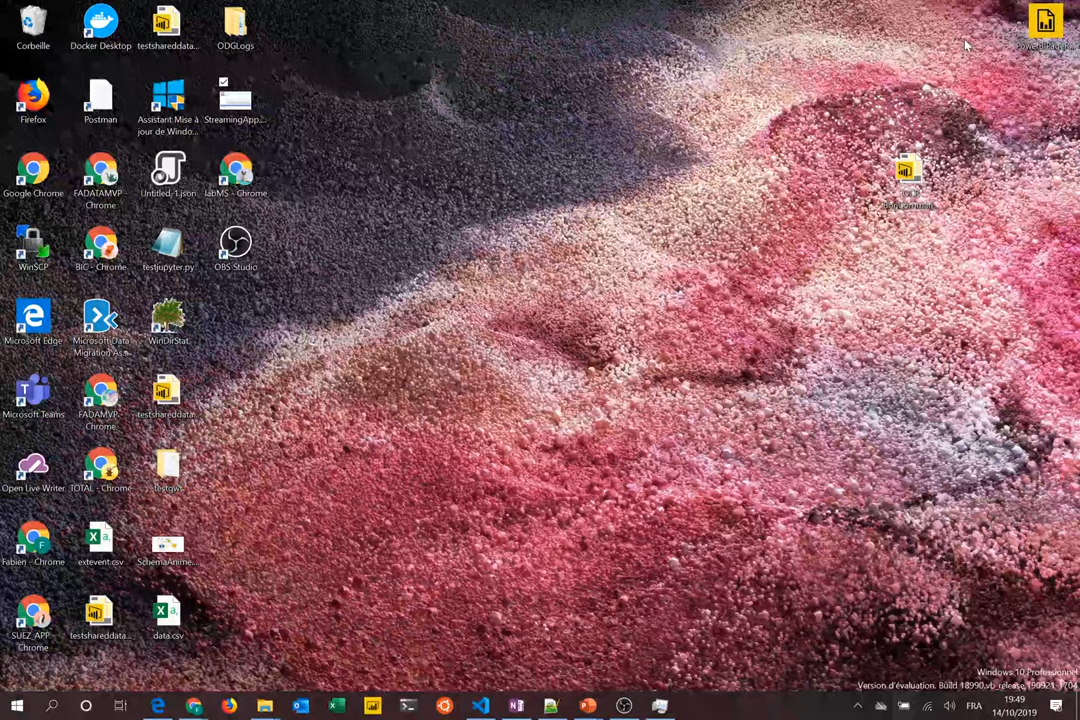 Corbeille
Docker Desktop
testshareddata...
ODGLogs
Firefox
Postman
Assistant Mise à
jour de Windo...
StreamingApp...
Google Chrome
FADATAMVP -
Chrome
Untitled-1.json
labMS - Chrome
WinSCP
BIC - Chrome
testjupyter.py
OBS Studio
Microsoft Edge
Microsoft Data
Migration As...
WinDirStat
Microsoft Teams
FADAMVP-
Chrome
testshareddata...
Open Live Writer
TOTAL - Chrome
testgwt
Fabien - Chrome
extevent.csv
SchemaAnime...
SUEZ_APP -
Chrome
testshareddata...
data.csv
Windows 10 Professionnel
Version d'évaluation. Build 18990.vb_release.190921-1704
FRA
19:49
14/10/2019